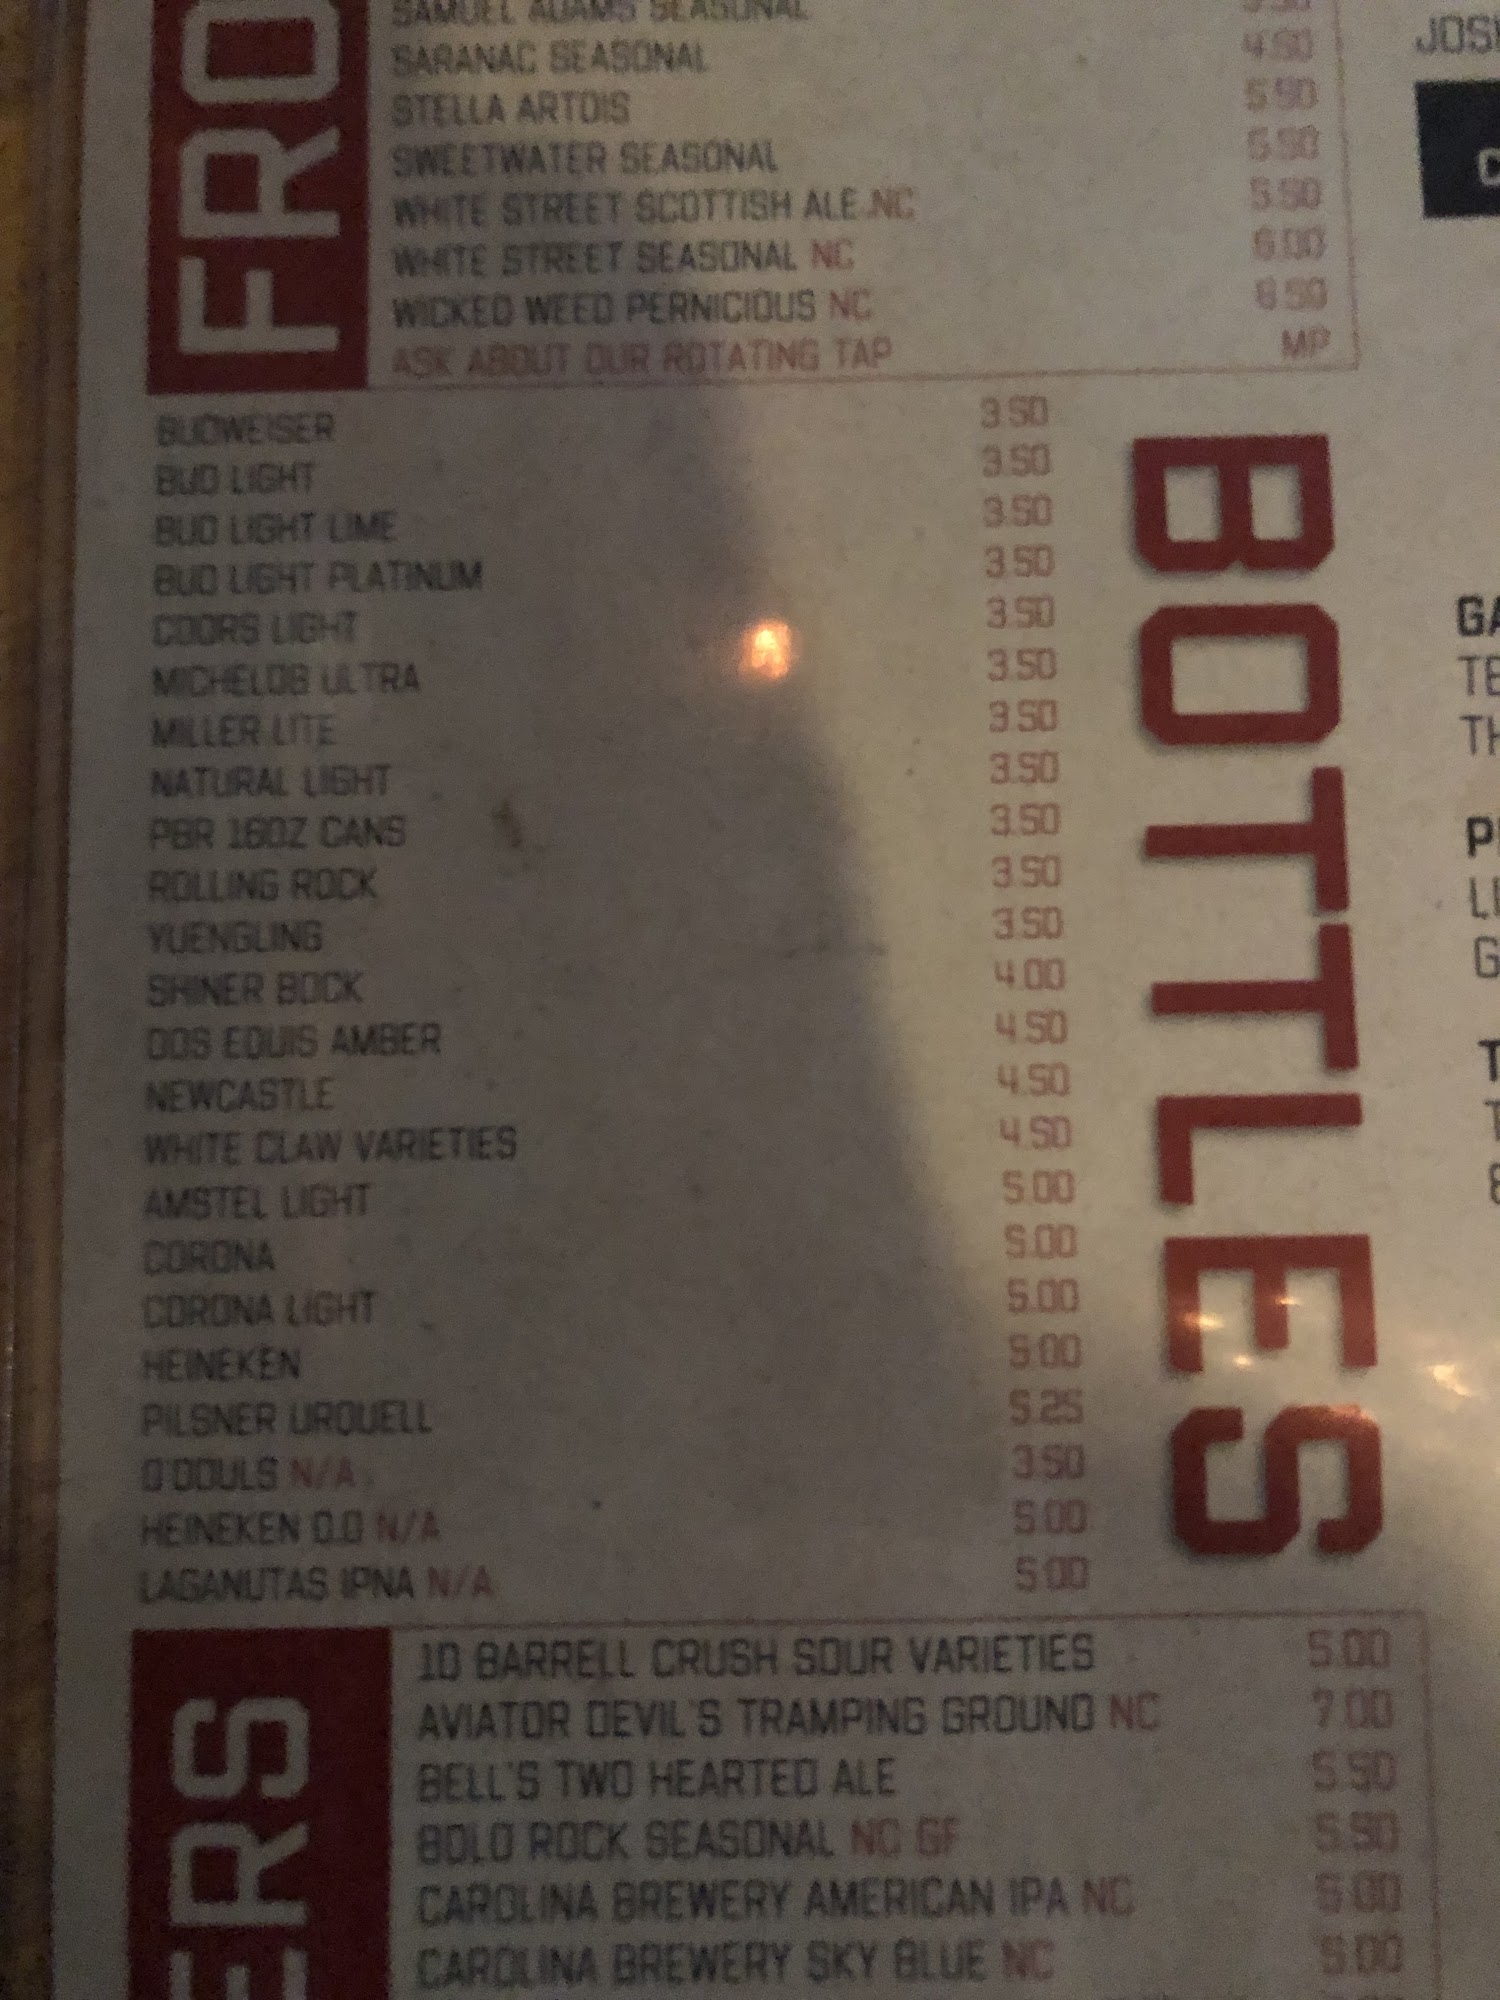 SAMUEL ADAMS SEASONAL
SARANAC SEASONAL 4.50
STELLA ARTOIS 5.50
SWEETWATER SEASONAL 5.50
WHITE STREET SCOTTISH ALE NC 5.50
WHITE STREET SEASONAL NC 6.00
WICKED WEED PERNICIOUS NC 8.50
ASK ABOUT OUR ROTATING TAP MP
BOTTLES
BUDWEISER 3.50
BUD LIGHT 3.50
BUD LIGHT LIME 3.50
BUD LIGHT PLATINUM 3.50
COORS LIGHT 3.50
MICHELOB ULTRA 3.50
MILLER LITE 3.50
NATURAL LIGHT 3.50
PBR 16OZ CANS 3.50
ROLLING ROCK 3.50
YUENGLING 3.50
SHINER BOCK 4.00
DOS EQUIS AMBER 4.50
NEWCASTLE 4.50
WHITE CLAW VARIETIES 4.50
AMSTEL LIGHT 5.00
CORONA 5.00
CORONA LIGHT 5.00
HEINEKEN 5.00
PILSNER URQUELL 5.25
O'DOULS N/A 3.50
HEINEKEN 0.0 N/A 5.00
LAGANUTAS IPNA N/A 5.00
10 BARRELL CRUSH SOUR VARIETIES 5.00
AVIATOR DEVIL'S TRAMPING GROUND NC 7.00
BELL'S TWO HEARTED ALE 5.50
BOLD ROCK SEASONAL NC GF 5.50
CAROLINA BREWERY AMERICAN IPA NC 5.00
CAROLINA BREWERY SKY BLUE NC 5.00